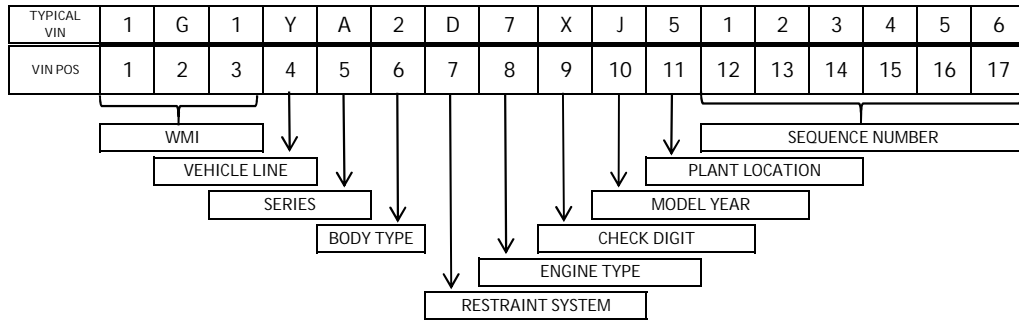 TYPICAL VIN 1 G 1 Y A 2 D 7 X J 5 1 2 3 4 5 6
VIN POS 1 2 3 4 5 6 7 8 9 10 11 12 13 14 15 16 17
WMI SEQUENCE NUMBER
VEHICLE LINE PLANT LOCATION
SERIES MODEL YEAR
BODY TYPE CHECK DIGIT
ENGINE TYPE
RESTRAINT SYSTEM